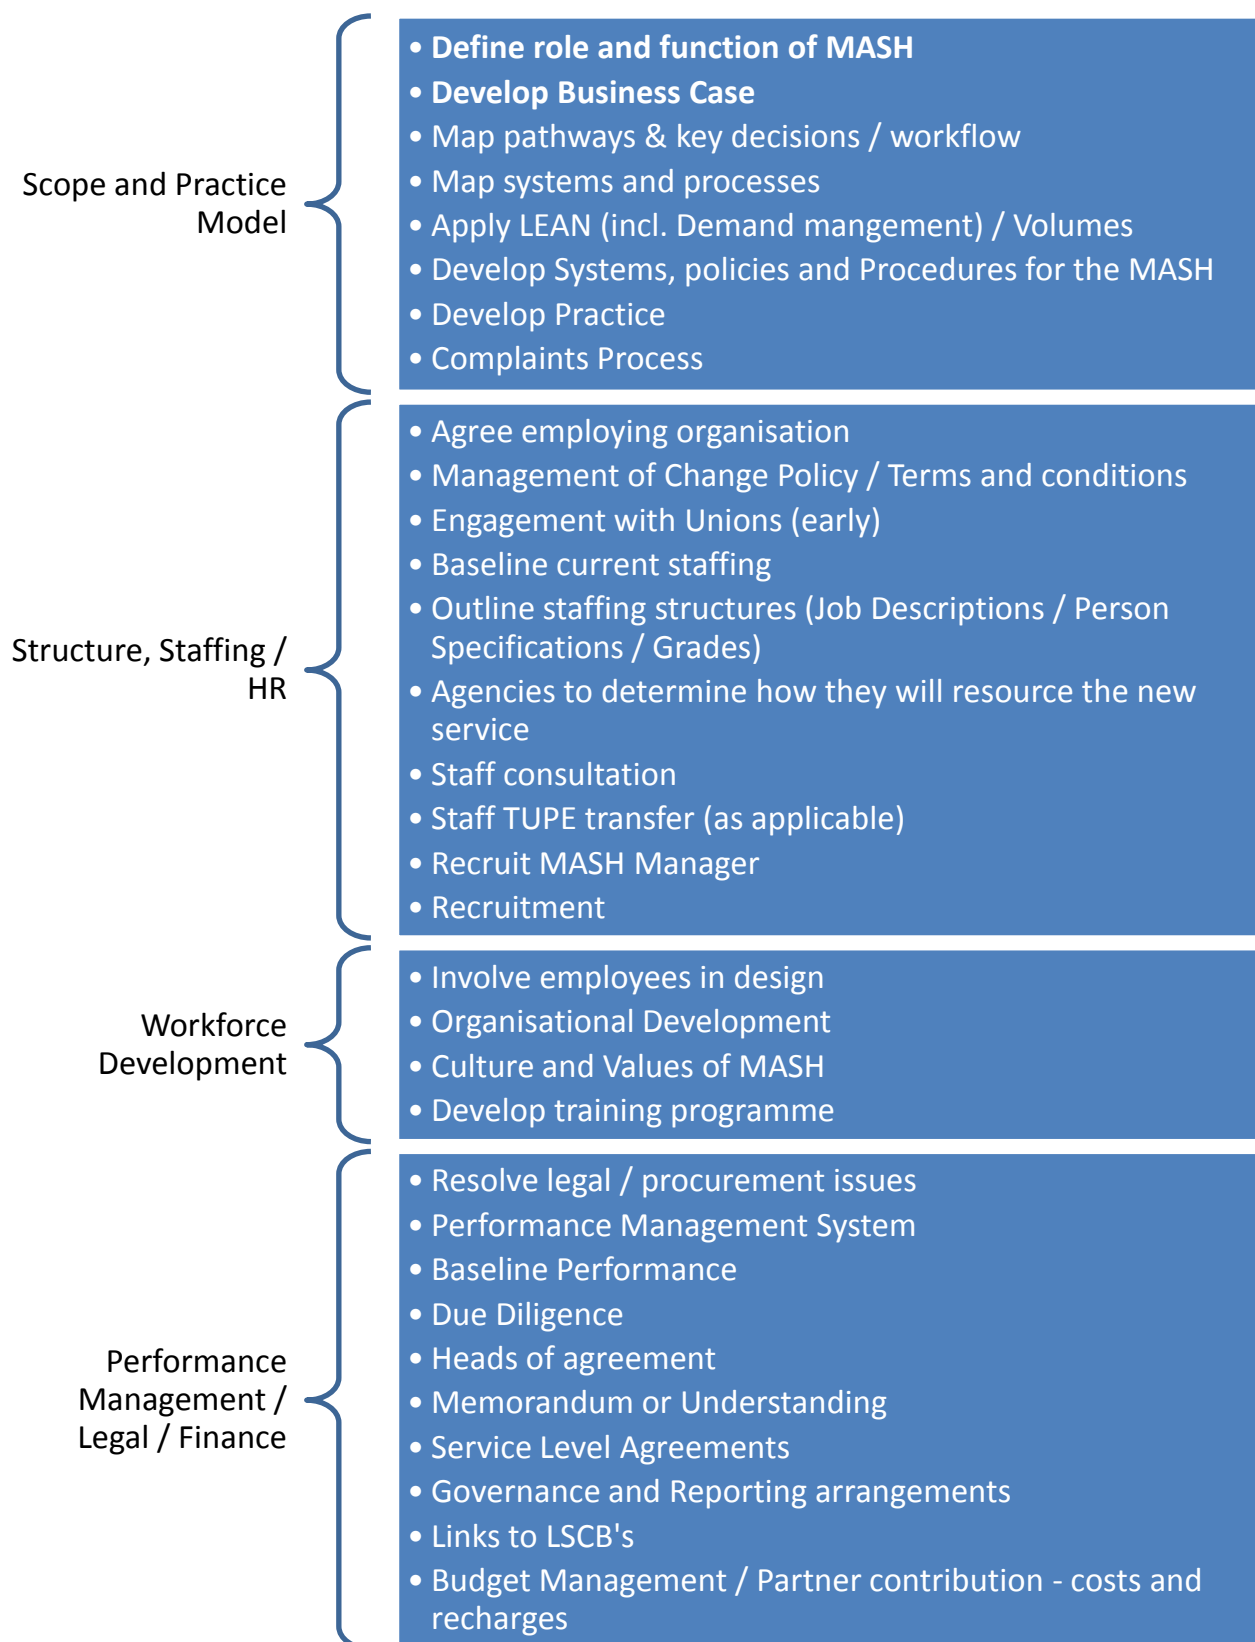 Scope and Practice
Model
• Define role and function of MASH
• Develop Business Case
• Map pathways & key decisions / workflow
• Map systems and processes
• Apply LEAN (incl. Demand mangement) / Volumes
• Develop Systems, policies and Procedures for the MASH
• Develop Practice
• Complaints Process
Structure, Staffing /
HR
• Agree employing organisation
• Management of Change Policy / Terms and conditions
• Engagement with Unions (early)
• Baseline current staffing
• Outline staffing structures (Job Descriptions / Person
Specifications / Grades)
• Agencies to determine how they will resource the new
service
• Staff consultation
• Staff TUPE transfer (as applicable)
• Recruit MASH Manager
• Recruitment
Workforce
Development
• Involve employees in design
• Organisational Development
• Culture and Values of MASH
• Develop training programme
Performance
Management /
Legal / Finance
• Resolve legal / procurement issues
• Performance Management System
• Baseline Performance
• Due Diligence
• Heads of agreement
• Memorandum or Understanding
• Service Level Agreements
• Governance and Reporting arrangements
• Links to LSCB's
• Budget Management / Partner contribution - costs and
recharges